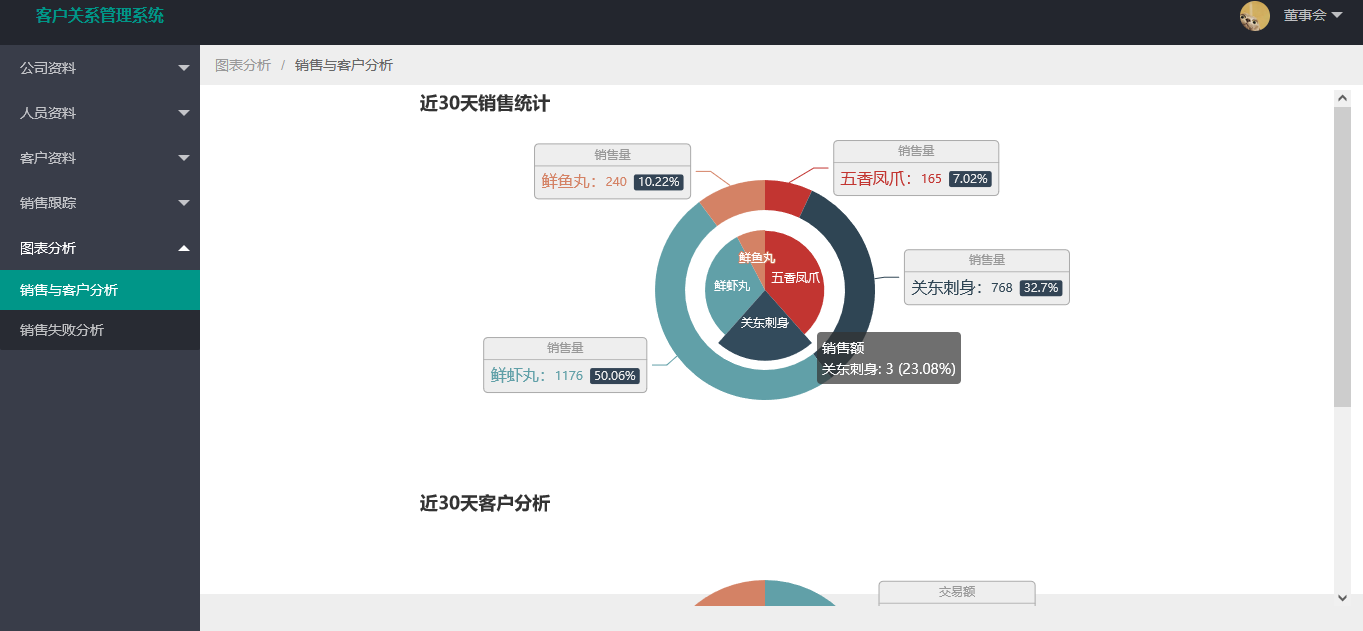 客户关系管理系统
董事会
公司资料
人员资料
客户资料
销售跟踪
图表分析
销售与客户分析
销售失败分析
图表分析 / 销售与客户分析
近30天销售统计
销售量
鲜鱼丸：240 10.22%
销售量
五香凤爪：165 7.02%
销售量
关东刺身：768 32.7%
销售量
鲜虾丸：1176 50.06%
鲜鱼丸
五香凤爪
鲜虾丸
关东刺身
销售额
关东刺身: 3 (23.08%)
近30天客户分析
交易额